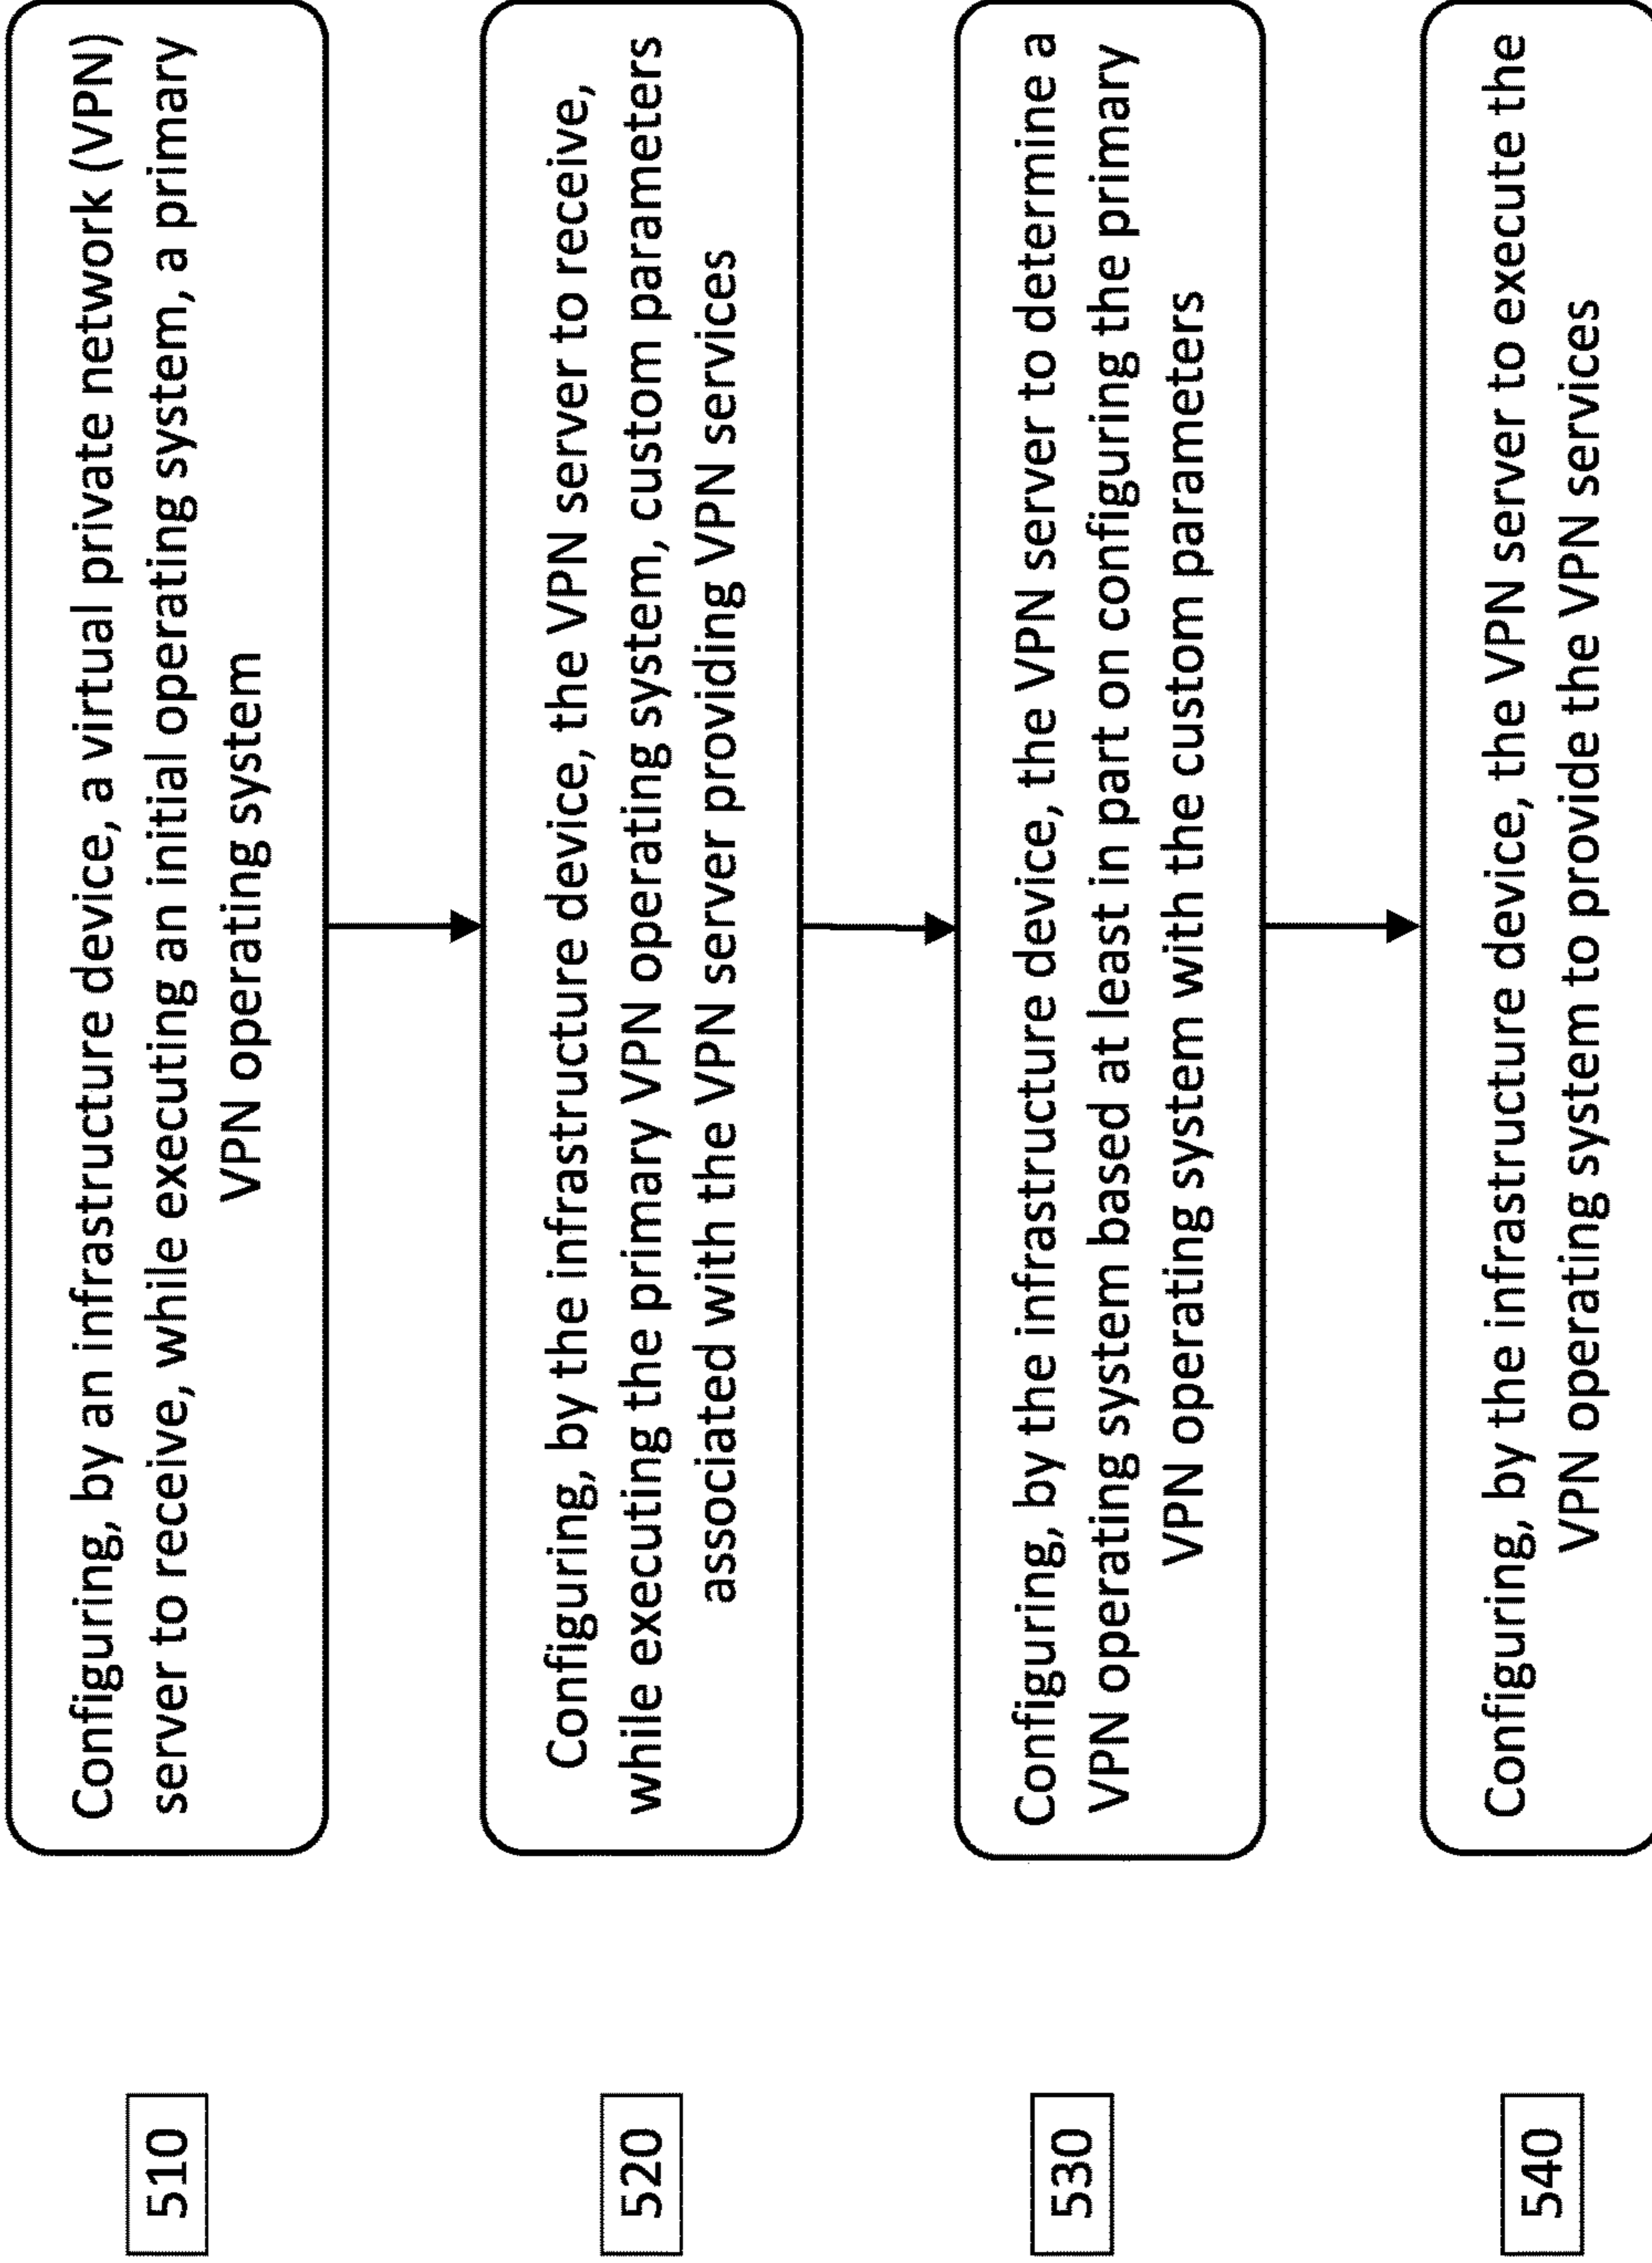 510
Configuring, by an infrastructure device, a virtual private network (VPN)
server to receive, while executing an initial operating system, a primary
VPN operating system
520
Configuring, by the infrastructure device, the VPN server to receive,
while executing the primary VPN operating system, custom parameters
associated with the VPN server providing VPN services
530
Configuring, by the infrastructure device, the VPN server to determine a
VPN operating system based at least in part on configuring the primary
VPN operating system with the custom parameters
540
Configuring, by the infrastructure device, the VPN server to execute the
VPN operating system to provide the VPN services